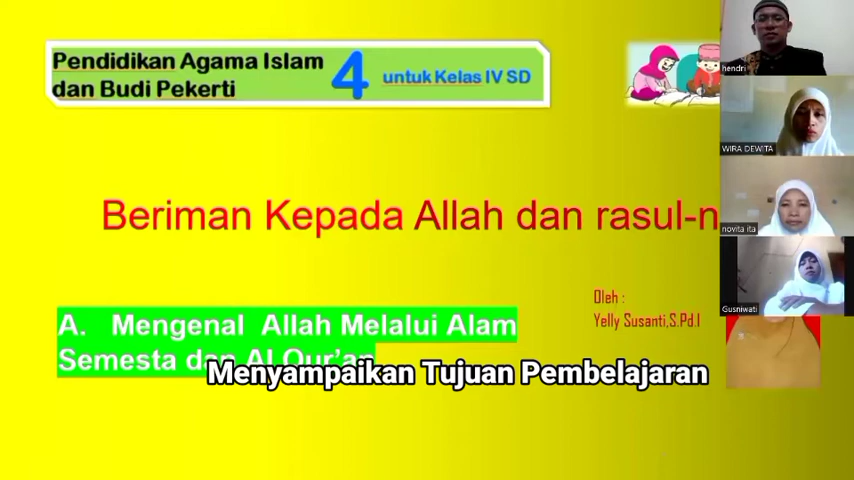 Pendidikan Agama Islam
dan Budi Pekerti
4
untuk Kelas IV SD
Beriman Kepada Allah dan rasul-n
Oleh :
Yelly Susanti,S.Pd.I
A. Mengenal Allah Melalui Alam
Semesta dan Al Qur'an
Menyampaikan Tujuan Pembelajaran
hendri
WIRA DEWITA
novita ita
Gusniwati